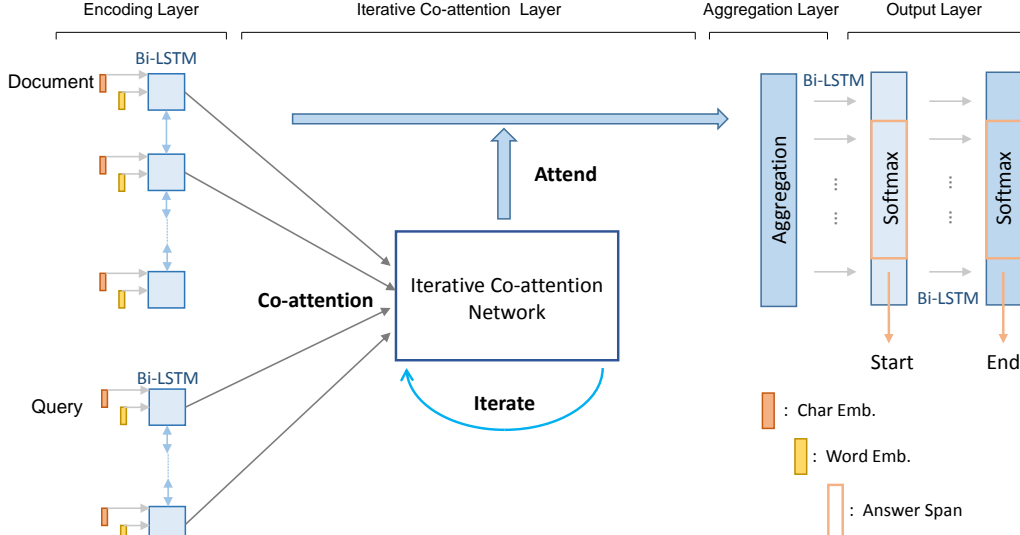 Encoding Layer
Iterative Co-attention Layer
Aggregation Layer
Output Layer
Document
Bi-LSTM
Bi-LSTM
Attend
Aggregation
Softmax
Softmax
⋮
⋮
⋮
⋮
Co-attention
Iterative Co-attention
Network
Bi-LSTM
Start
End
Query
Bi-LSTM
Iterate
: Char Emb.
: Word Emb.
: Answer Span